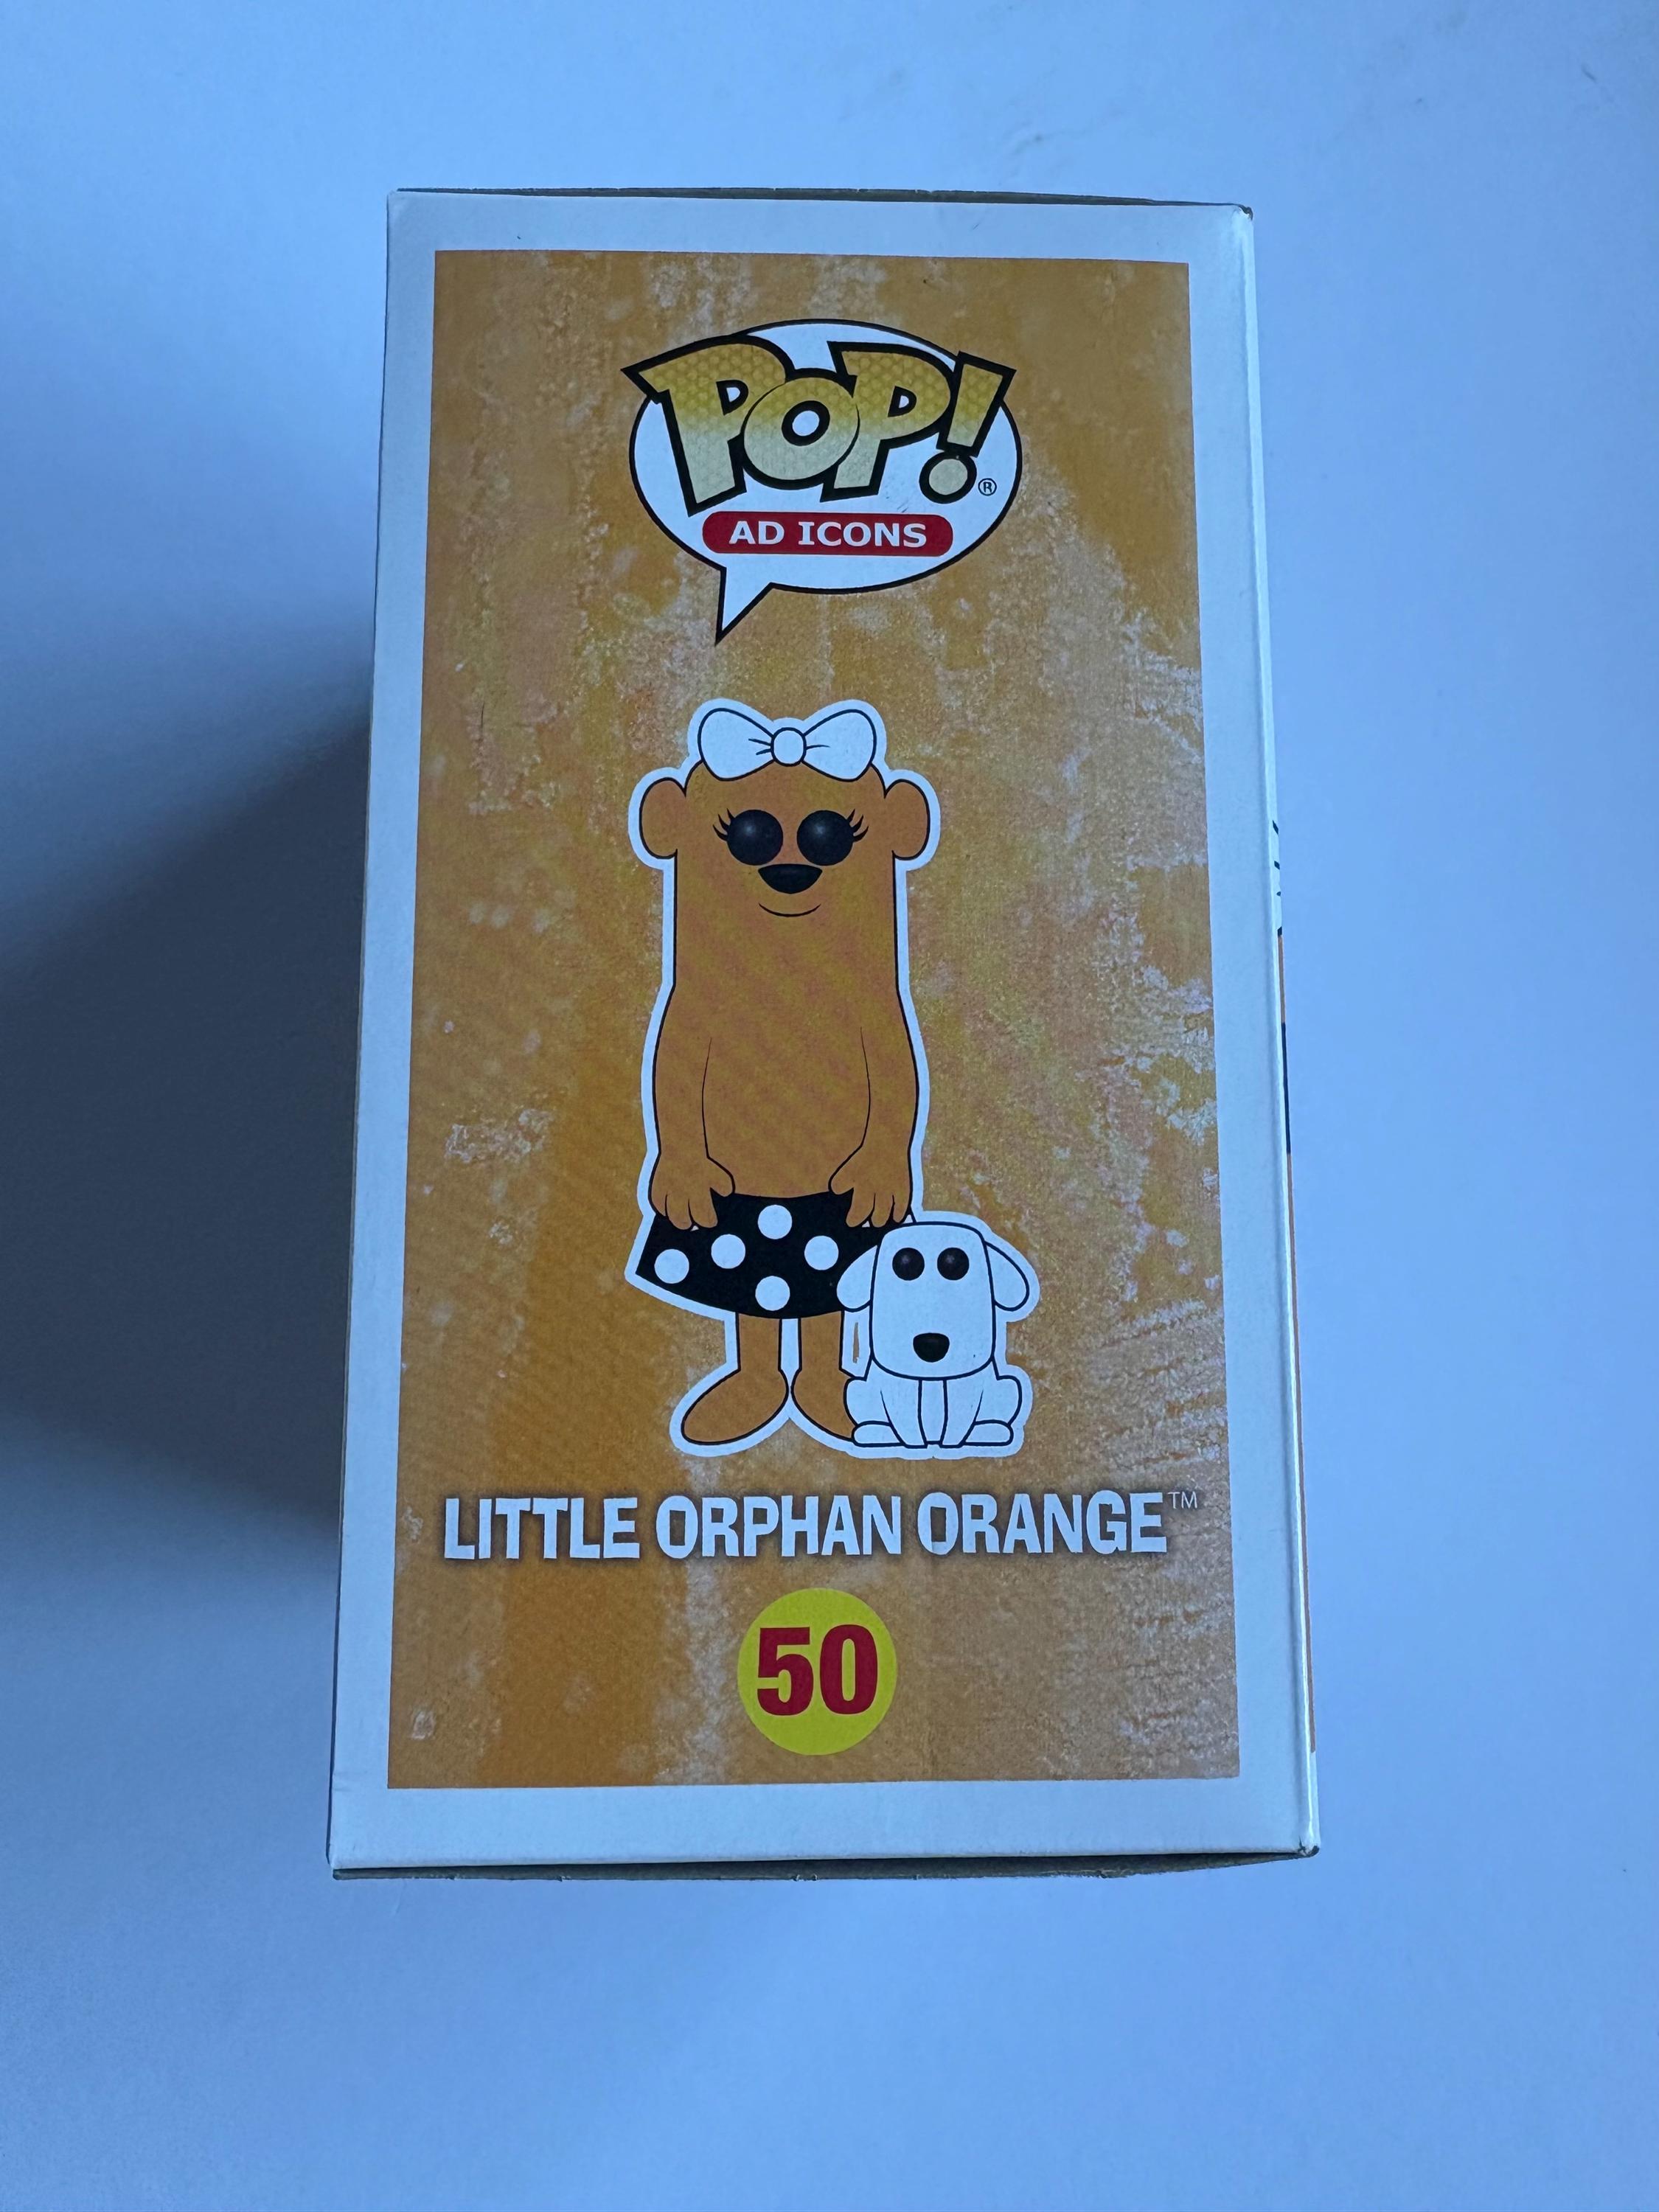 POP!®
AD ICONS
LITTLE ORPHAN ORANGE™
50